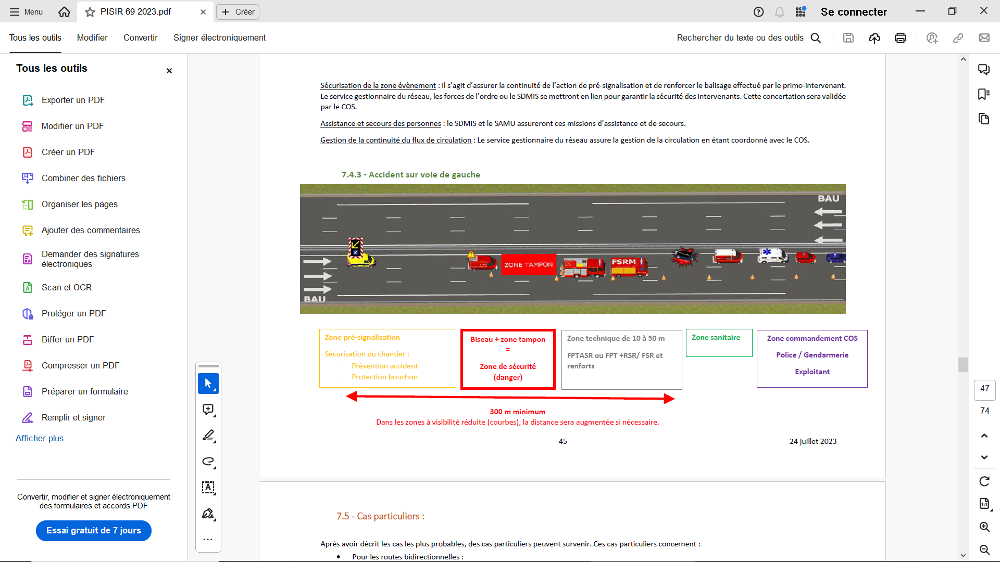 Menu
PISIR 69 2023.pdf
Créer
Se connecter
Tous les outils
Modifier
Convertir
Signer électroniquement
Rechercher du texte ou des outils
Tous les outils
Exporter un PDF
Modifier un PDF
Créer un PDF
Combiner des fichiers
Organiser les pages
Ajouter des commentaires
Demander des signatures
électroniques
Scan et OCR
Protéger un PDF
Biffer un PDF
Compresser un PDF
Préparer un formulaire
Remplir et signer
Afficher plus
Convertir, modifier et signer électroniquement
des formulaires et accords PDF
Essai gratuit de 7 jours
Sécurisation de la zone évènement : Il s’agit d’assurer la continuité de l’action de pré-signalisation et de renforcer le balisage effectué par le primo-intervenant.
Le service gestionnaire du réseau, les forces de l’ordre ou le SDMIS se mettront en lien pour garantir la sécurité des intervenants. Cette concertation sera validée
par le COS.
Assistance et secours des personnes : le SDMIS et le SAMU assureront ces missions d’assistance et de secours.
Gestion de la continuité du flux de circulation : Le service gestionnaire du réseau assure la gestion de la circulation en étant coordonné avec le COS.
7.4.3 - Accident sur voie de gauche
BAU
ZONE TAMPON
FSRM
BAU
Zone pré-signalisation
Sécurisation du chantier :
- Prévention accident
- Protection bouchon
Biseau + zone tampon
=
Zone de sécurité
(danger)
Zone technique de 10 à 50 m
FPTASR ou FPT +RSR/ FSR et
renforts
Zone sanitaire
Zone commandement COS
Police / Gendarmerie
Exploitant
300 m minimum
Dans les zones à visibilité réduite (courbes), la distance sera augmentée si nécessaire.
45
24 juillet 2023
7.5 - Cas particuliers :
Après avoir décrit les cas les plus probables, des cas particuliers peuvent survenir. Ces cas particuliers concernent :
• Pour les routes bidirectionnelles :
47
74
1:1